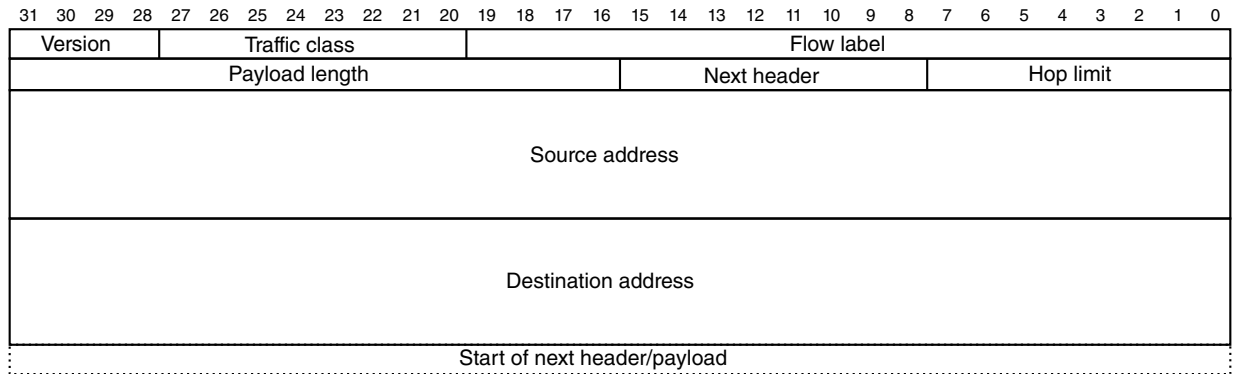 31 30 29 28 27 26 25 24 23 22 21 20 19 18 17 16 15 14 13 12 11 10 9 8 7 6 5 4 3 2 1 0
Version Traffic class Flow label
Payload length Next header Hop limit
Source address
Destination address
Start of next header/payload